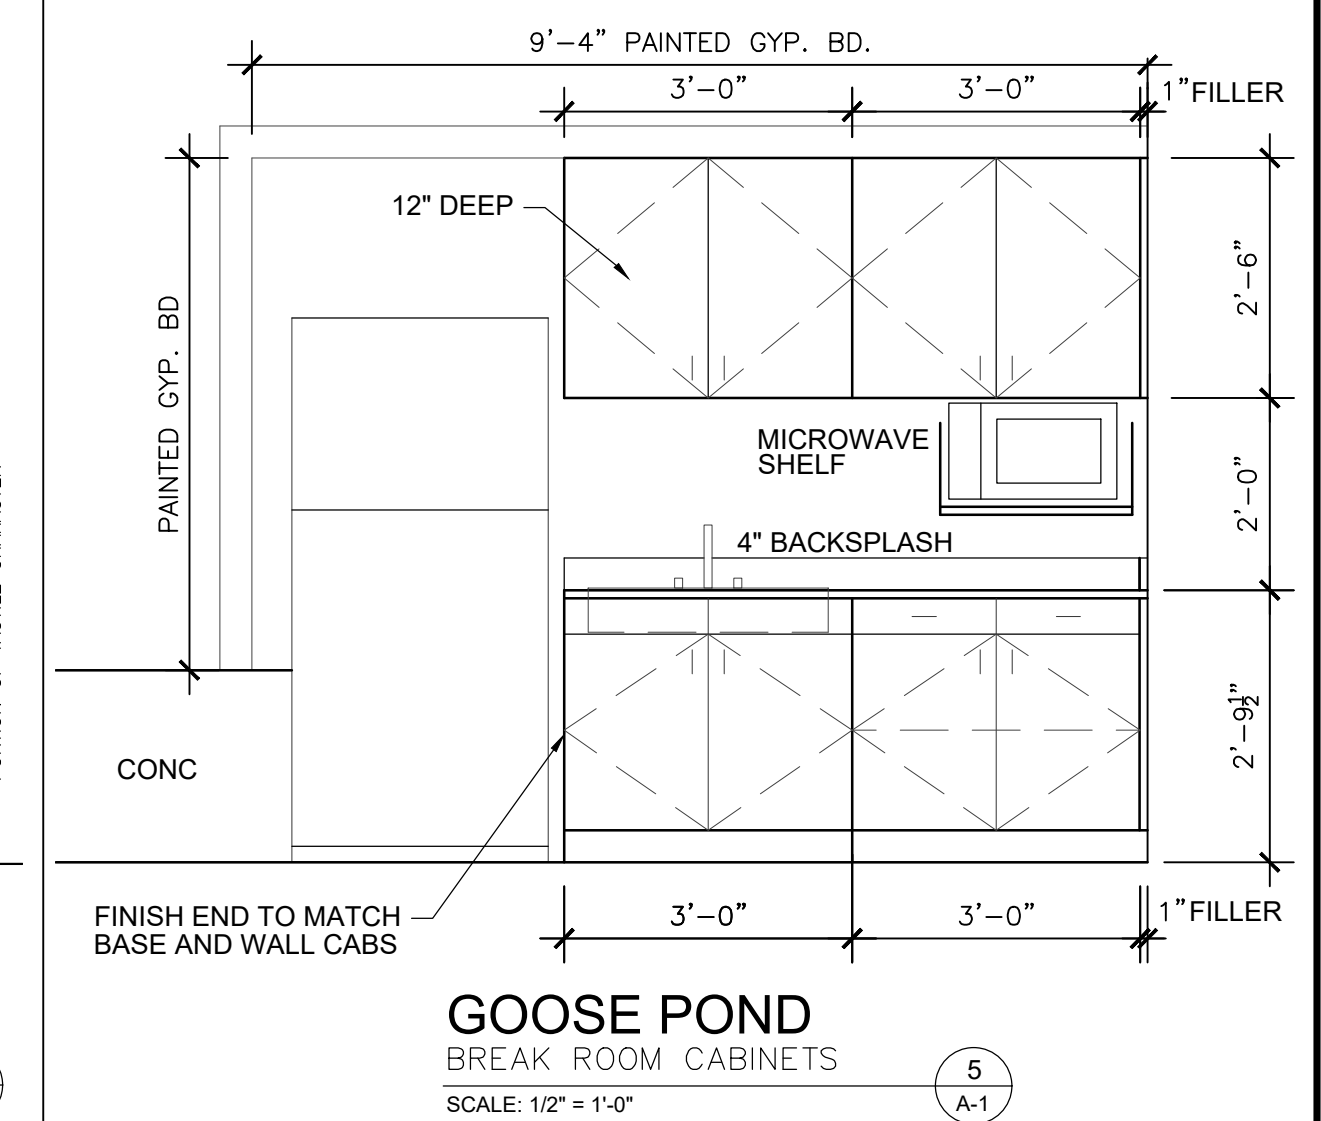 9'-4" PAINTED GYP. BD.
3'-0" 3'-0" 1"FILLER
12" DEEP
PAINTED GYP. BD
2'-6"
MICROWAVE
SHELF
2'-0"
4" BACKSPLASH
2'-9½"
CONC
FINISH END TO MATCH
BASE AND WALL CABS
3'-0" 3'-0" 1"FILLER
GOOSE POND
BREAK ROOM CABINETS
SCALE: 1/2" = 1'-0"
5
A-1